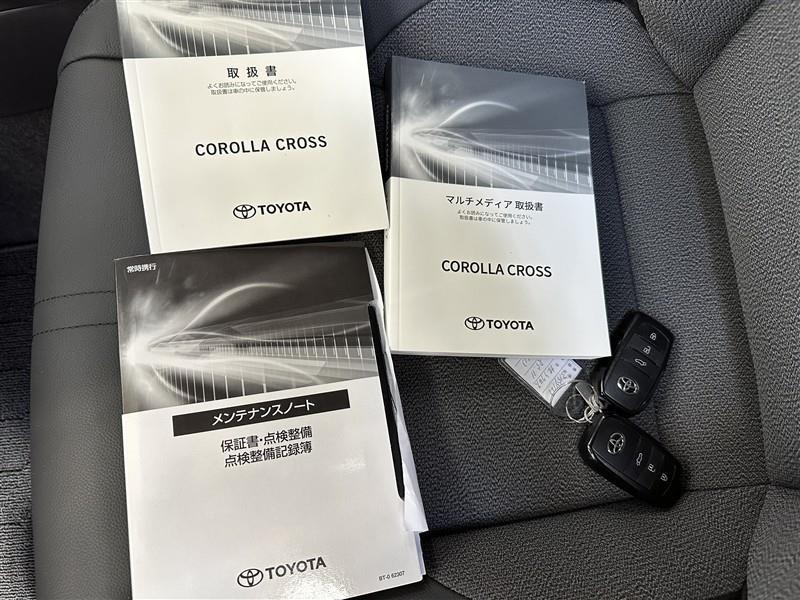 取 扱 書
よくお読みになってご使用ください。
取扱書は車の中に保管しましょう。
COROLLA CROSS
TOYOTA
マルチメディア 取扱書
よくお読みになってご使用ください。
取扱書は車の中に保管しましょう。
COROLLA CROSS
TOYOTA
常時携行
メンテナンスノート
保証書・点検整備
点検整備記録簿
TOYOTA
BT-0 62307